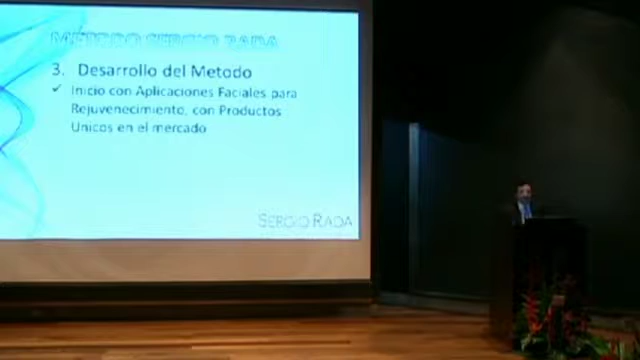 METODO SERGIO RADA
3. Desarrollo del Metodo
✓ Inicio con Aplicaciones Faciales para
Rejuvenecimiento, con Productos
Unicos en el mercado
SERGIO RADA